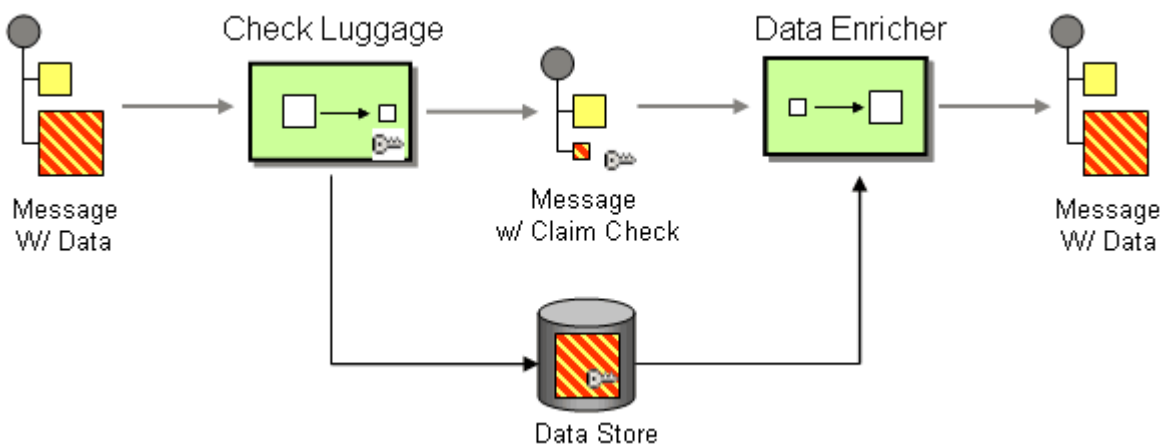 Check Luggage
Data Enricher
Message
W/ Data
Message
w/ Claim Check
Message
W/ Data
Data Store